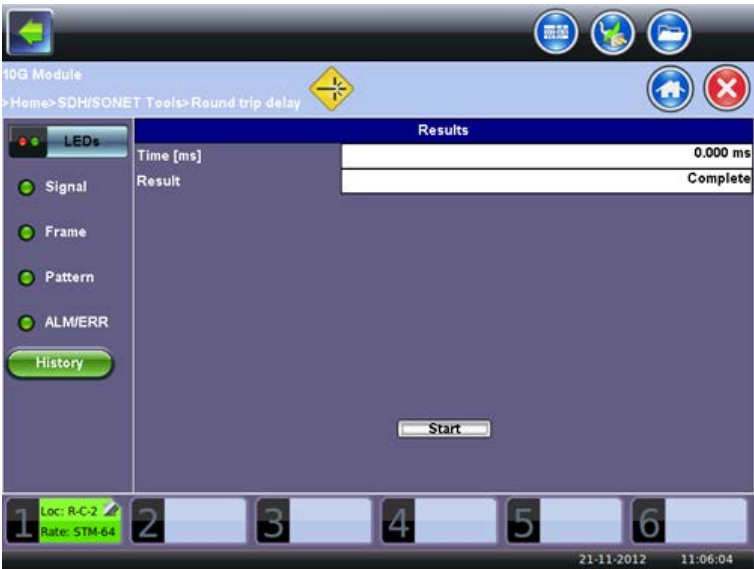 10G Module
>Home>SDH/SONET Tools>Round trip delay
LEDs
Results
Time [ms] 0.000 ms
Result Complete
Signal
Frame
Pattern
ALM/ERR
History
Start
1 Loc: R-C-2 2 3 4 5 6
Rate: STM-64
21-11-2012 11:06:04